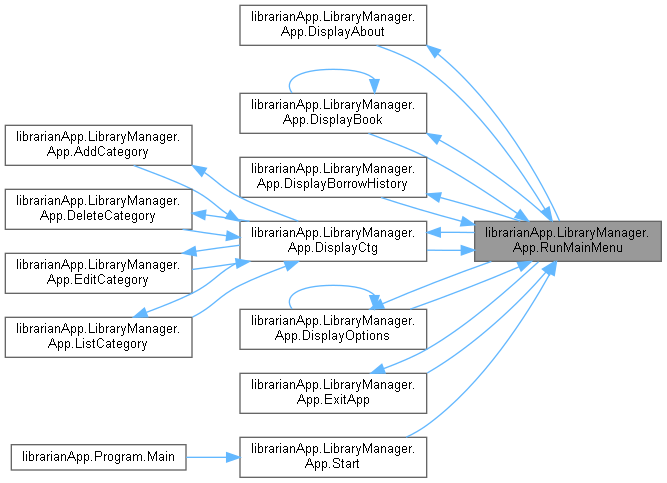 librarianApp.LibraryManager.
App.DisplayAbout
librarianApp.LibraryManager.
App.DisplayBook
librarianApp.LibraryManager.
App.AddCategory
librarianApp.LibraryManager.
App.DisplayBorrowHistory
librarianApp.LibraryManager.
App.DeleteCategory
librarianApp.LibraryManager.
App.DisplayCtg
librarianApp.LibraryManager.
App.RunMainMenu
librarianApp.LibraryManager.
App.EditCategory
librarianApp.LibraryManager.
App.ListCategory
librarianApp.LibraryManager.
App.DisplayOptions
librarianApp.LibraryManager.
App.ExitApp
librarianApp.Program.Main
librarianApp.LibraryManager.
App.Start